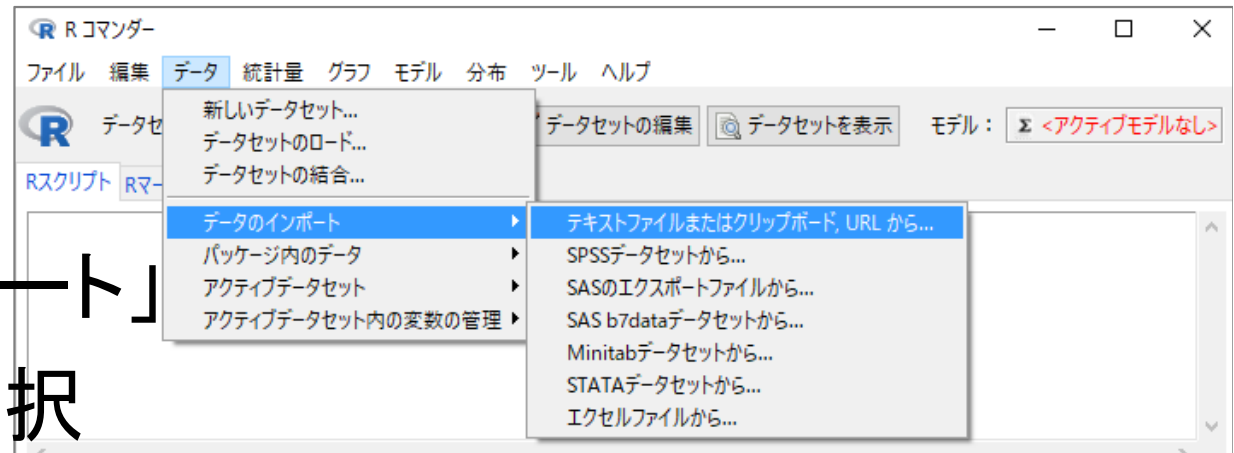 R コマンダー
ファイル 編集 データ 統計量 グラフ モデル 分布 ツール ヘルプ
データセ
データセットの編集 データセットを表示 モデル： Σ <アクティブモデルなし>
Rスクリプト Rマー
新しいデータセット...
データセットのロード...
データセットの結合...
データのインポート
パッケージ内のデータ
アクティブデータセット
アクティブデータセット内の変数の管理
テキストファイルまたはクリップボード, URL から...
SPSSデータセットから...
SASのエクスポートファイルから...
SAS b7dataデータセットから...
Minitabデータセットから...
STATAデータセットから...
エクセルファイルから...
ート」
択